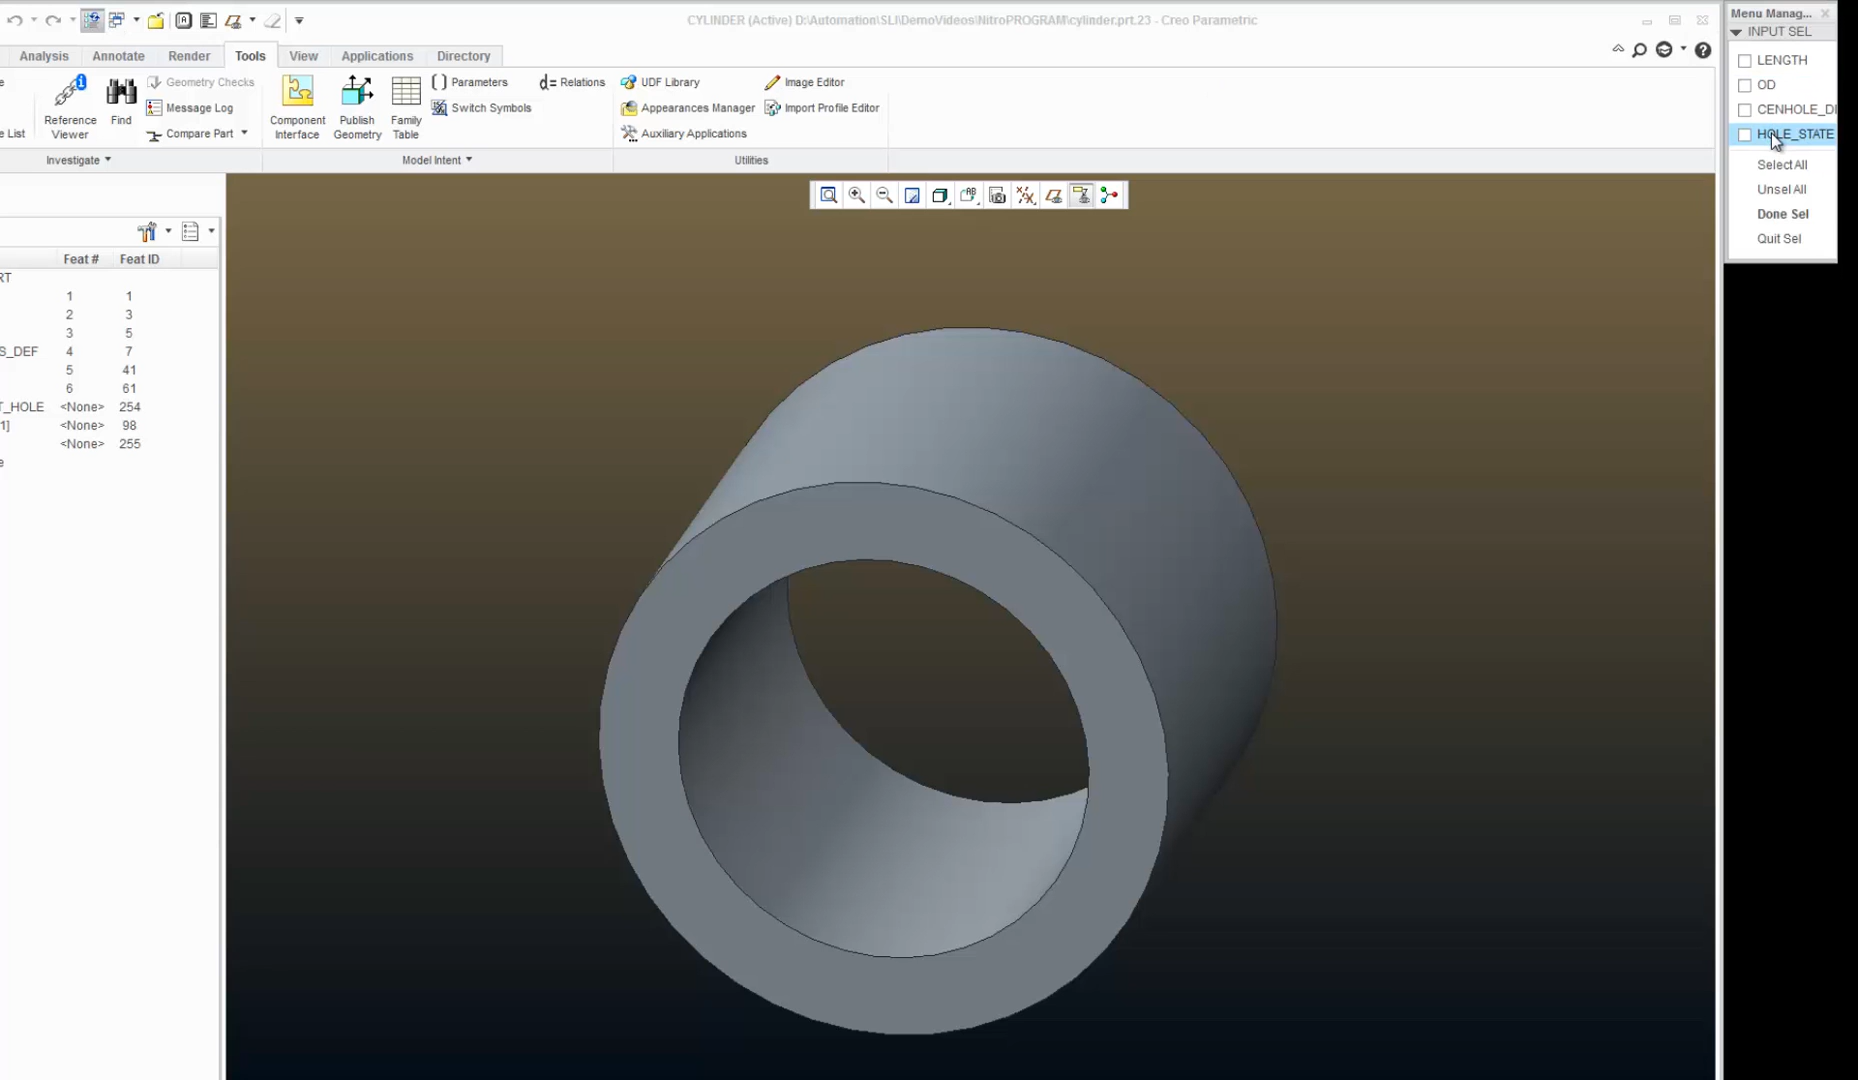 CYLINDER (Active) D:\Automation\SLI\DemoVideos\NitroPROGRAM\cylinder.prt.23 - Creo Parametric
Analysis Annotate Render Tools View Applications Directory
Reference Viewer
Find
Geometry Checks
Message Log
Compare Part
e List
Investigate
Component Interface
Publish Geometry
Family Table
Parameters
Switch Symbols
Relations
Model Intent
UDF Library
Appearances Manager
Auxiliary Applications
Image Editor
Import Profile Editor
Utilities
Menu Manag...
INPUT SEL
LENGTH
OD
CENHOLE_DI
HOLE_STATE
Select All
Unsel All
Done Sel
Quit Sel
Feat # Feat ID
RT
1 1
2 3
3 5
S_DEF 4 7
5 41
6 61
T_HOLE <None> 254
1] <None> 98
<None> 255
e